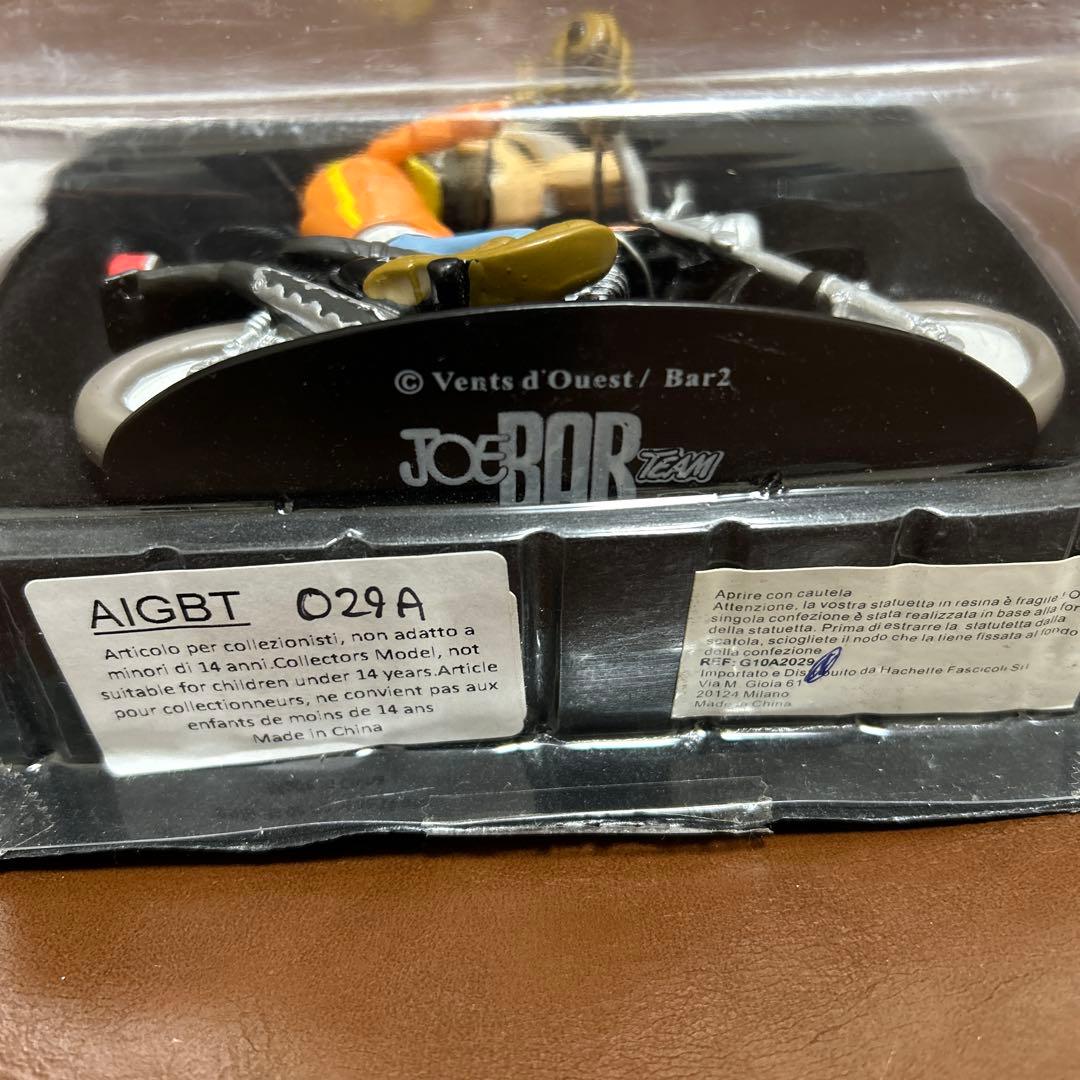 © Vents d'Ouest / Bar2
JOE BAR TEAM
AIGBT 029A
Articolo per collezionisti, non adatto a
minori di 14 anni.Collectors Model, not
suitable for children under 14 years.Article
pour collectionneurs, ne convient pas aux
enfants de moins de 14 ans
Made in China
Aprire con cautela
Attenzione, la vostra statuetta in resina è fragile! O
singola confezione è stata realizzata in base alla for
della statuetta. Prima di estrarre la statutetta dalla
scatola, sciogliete il nodo che la tiene fissata al fondo
della confezione
REF: G10A2029
Importato e Dis uito da Hachette Fascicoli Srl
Via M. Gioia 61
20124 Milano
Made in China